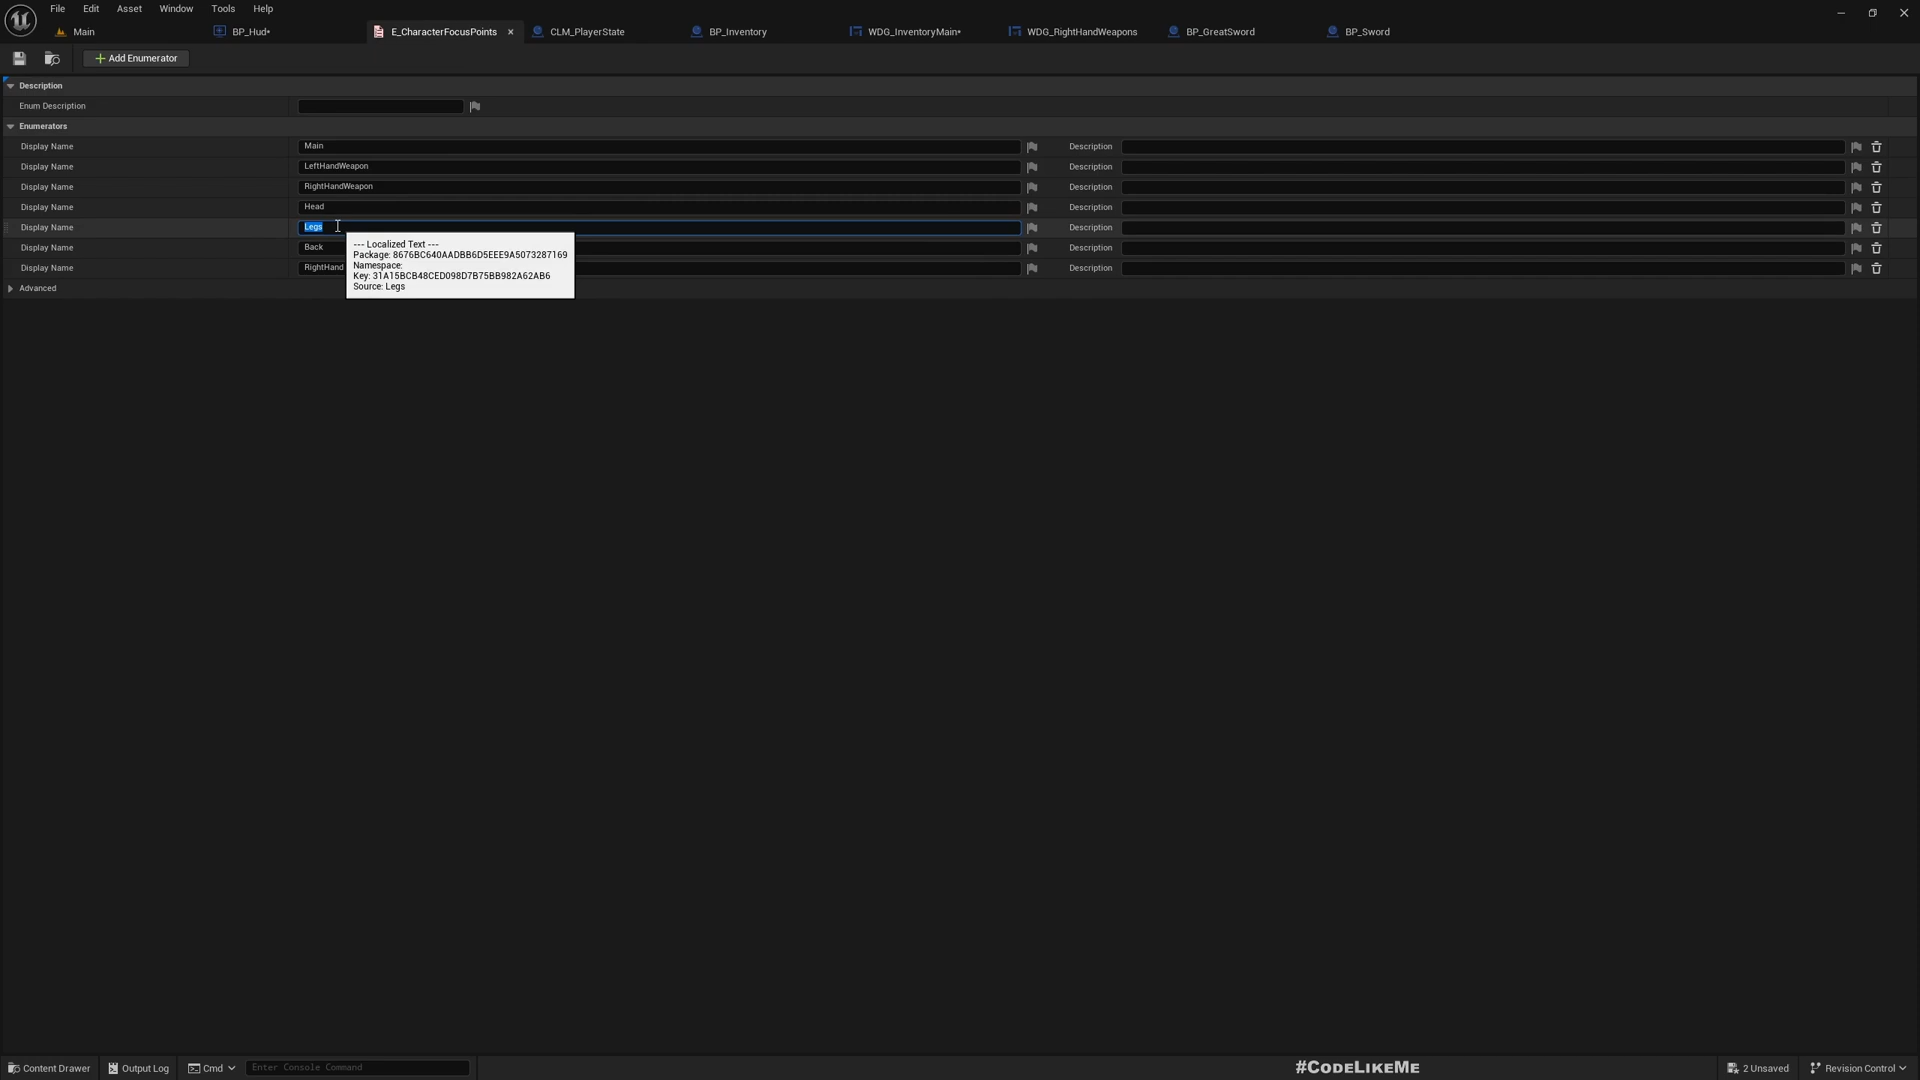 File Edit Asset Window Tools Help
Main BP_Hud* E_CharacterFocusPoints CLM_PlayerState BP_Inventory WDG_InventoryMain* WDG_RightHandWeapons BP_GreatSword BP_Sword
Add Enumerator
Description
Enum Description
Enumerators
Display Name Main Description
Display Name LeftHandWeapon Description
Display Name RightHandWeapon Description
Display Name Head Description
Display Name Legs Description
Display Name Back Description
Display Name RightHand Description
--- Localized Text ---
Package: 8676BC640AADBB6D5EEE9A5073287169
Namespace:
Key: 31A15BCB48CED098D7B75BB982A62AB6
Source: Legs
Advanced
Content Drawer Output Log Cmd Enter Console Command #CodeLikeMe 2 Unsaved Revision Control